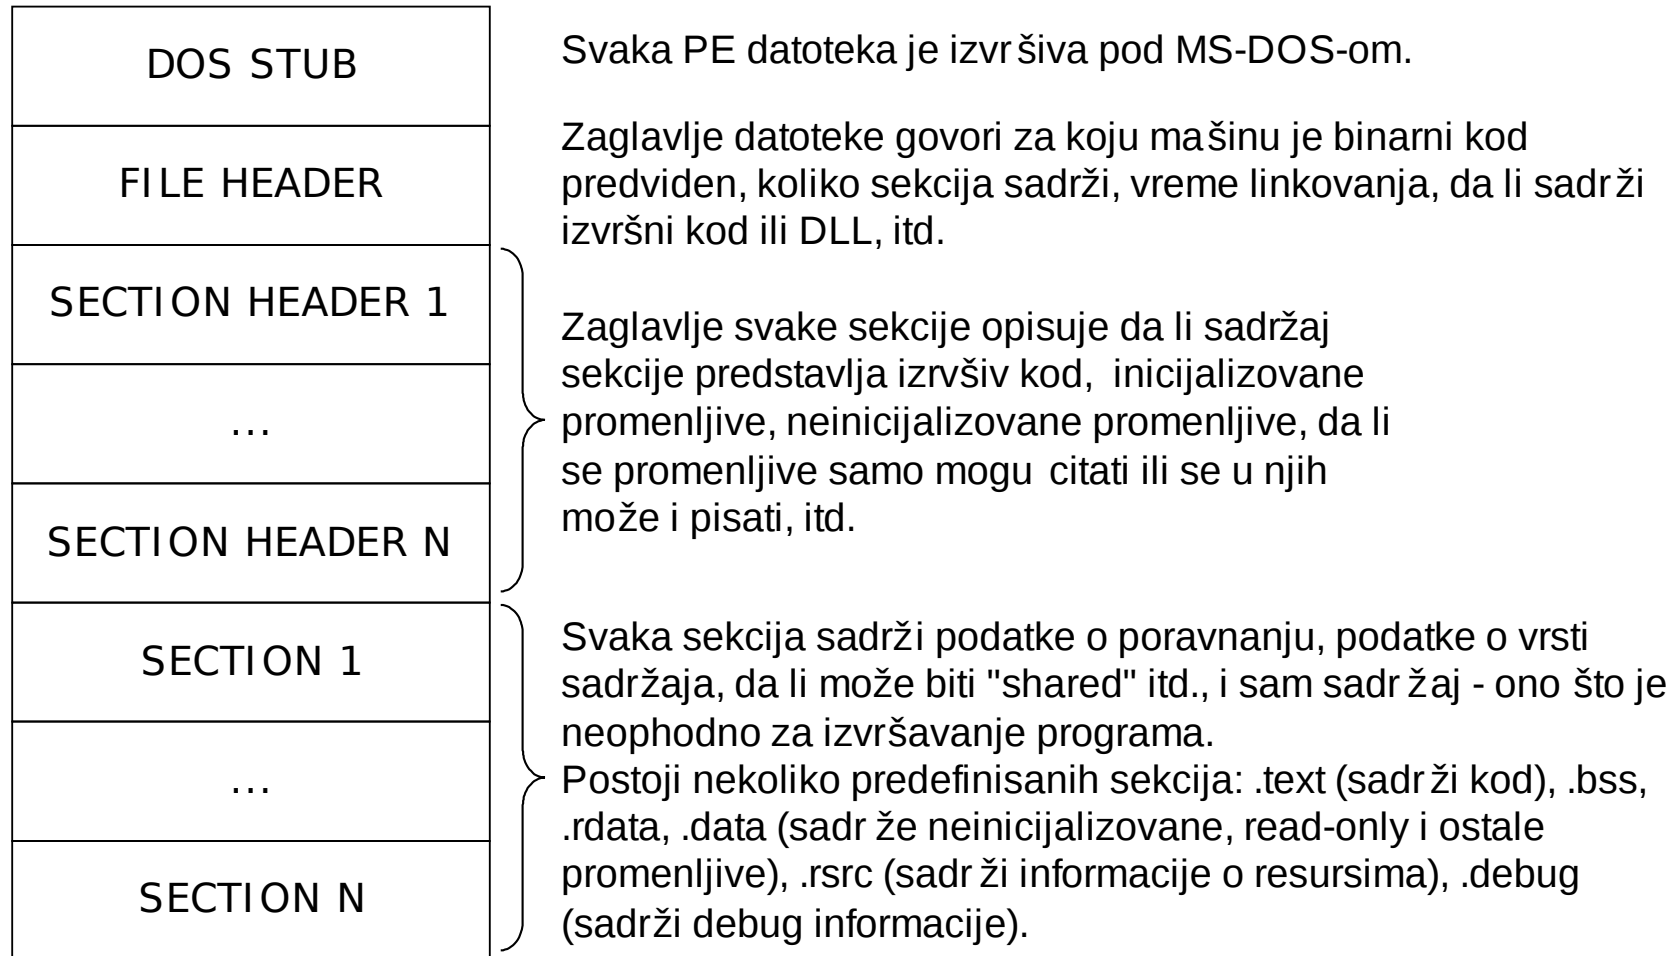 DOS STUB
Svaka PE datoteka je izvršiva pod MS-DOS-om.
FILE HEADER
Zaglavlje datoteke govori za koju mašinu je binarni kod
predviden, koliko sekcija sadrži, vreme linkovanja, da li sadrži
izvršni kod ili DLL, itd.
SECTION HEADER 1
...
SECTION HEADER N
Zaglavlje svake sekcije opisuje da li sadržaj
sekcije predstavlja izrvšiv kod, inicijalizovane
promenljive, neinicijalizovane promenljive, da li
se promenljive samo mogu citati ili se u njih
može i pisati, itd.
SECTION 1
...
SECTION N
Svaka sekcija sadrži podatke o poravnanju, podatke o vrsti
sadržaja, da li može biti "shared" itd., i sam sadržaj - ono što je
neophodno za izvršavanje programa.
Postoji nekoliko predefinisanih sekcija: .text (sadrži kod), .bss,
.rdata, .data (sadrže neinicijalizovane, read-only i ostale
promenljive), .rsrc (sadrži informacije o resursima), .debug
(sadrži debug informacije).